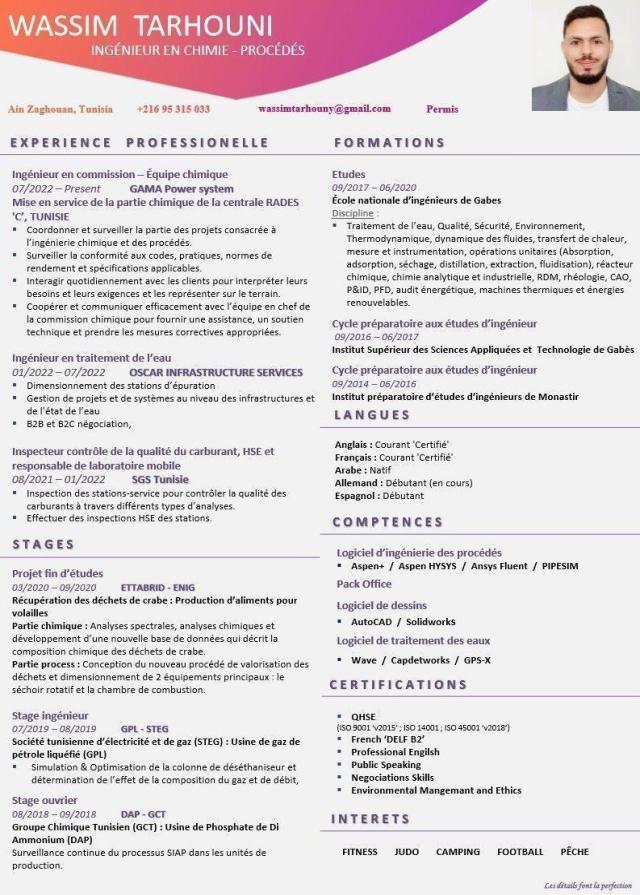 WASSIM TARHOUNI
INGÉNIEUR EN CHIMIE - PROCÉDÉS
Ain Zaghouan, Tunisia +216 95 315 033 wassimtarhouny@gmail.com Permis
EXPERIENCE PROFESSIONELLE
Ingénieur en commission – Équipe chimique
07/2022 – Present GAMA Power system
Mise en service de la partie chimique de la centrale RADES
'C', TUNISIE
▪ Coordonner et surveiller la partie des projets consacrée à
l'ingénierie chimique et des procédés.
▪ Surveiller la conformité aux codes, pratiques, normes de
rendement et spécifications applicables.
▪ Interagir quotidiennement avec les clients pour interpréter leurs
besoins et leurs exigences et les représenter sur le terrain.
▪ Coopérer et communiquer efficacement avec l'équipe en chef de
la commission chimique pour fournir une assistance, un soutien
technique et prendre les mesures correctives appropriées.
Ingénieur en traitement de l'eau
01/2022 – 07/2022 OSCAR INFRASTRUCTURE SERVICES
▪ Dimensionnement des stations d'épuration
▪ Gestion de projets et de systèmes au niveau des infrastructures et
de l'état de l'eau
▪ B2B et B2C négociation,
Inspecteur contrôle de la qualité du carburant, HSE et
responsable de laboratoire mobile
08/2021 – 01/2022 SGS Tunisie
▪ Inspection des stations-service pour contrôler la qualité des
carburants à travers différents types d'analyses.
▪ Effectuer des inspections HSE des stations.
STAGES
Projet fin d'études
03/2020 – 09/2020 ETTABRID - ENIG
Récupération des déchets de crabe : Production d'aliments pour
volailles
Partie chimique : Analyses spectrales, analyses chimiques et
développement d'une nouvelle base de données qui décrit la
composition chimique des déchets de crabe.
Partie process : Conception du nouveau procédé de valorisation des
déchets et dimensionnement de 2 équipements principaux : le
séchoir rotatif et la chambre de combustion.
Stage ingénieur
07/2019 – 08/2019 GPL - STEG
Société tunisienne d'électricité et de gaz (STEG) : Usine de gaz de
pétrole liquéfié (GPL)
▪ Simulation & Optimisation de la colonne de déséthaniseur et
détermination de l'effet de la composition du gaz et de débit,
Stage ouvrier
08/2018 – 09/2018 DAP - GCT
Groupe Chimique Tunisien (GCT) : Usine de Phosphate de Di
Ammonium (DAP)
Surveillance continue du processus SIAP dans les unités de
production.
FORMATIONS
Etudes
09/2017 – 06/2020
École nationale d'ingénieurs de Gabes
Discipline :
▪ Traitement de l'eau, Qualité, Sécurité, Environnement,
Thermodynamique, dynamique des fluides, transfert de chaleur,
mesure et instrumentation, opérations unitaires (Absorption,
adsorption, séchage, distillation, extraction, fluidisation), réacteur
chimique, chimie analytique et industrielle, RDM, rhéologie, CAO,
P&ID, PFD, audit énergétique, machines thermiques et énergies
renouvelables.
Cycle préparatoire aux études d'ingénieur
09/2016 – 06/2017
Institut Supérieur des Sciences Appliquées et Technologie de Gabès
Cycle préparatoire aux études d'ingénieur
09/2014 – 06/2016
Institut préparatoire d'études d'ingénieurs de Monastir
LANGUES
Anglais : Courant 'Certifié'
Français : Courant 'Certifié'
Arabe : Natif
Allemand : Débutant (en cours)
Espagnol : Débutant
COMPTENCES
Logiciel d'ingénierie des procédés
▪ Aspen+ / Aspen HYSYS / Ansys Fluent / PIPESIM
Pack Office
Logiciel de dessins
▪ AutoCAD / Solidworks
Logiciel de traitement des eaux
▪ Wave / Capdetworks / GPS-X
CERTIFICATIONS
▪ QHSE
(ISO 9001 'v2015' ; ISO 14001 ; ISO 45001 'v2018')
▪ French 'DELF B2'
▪ Professional Engilsh
▪ Public Speaking
▪ Negociations Skills
▪ Environmental Mangemant and Ethics
INTERETS
FITNESS JUDO CAMPING FOOTBALL PÊCHE
Les détails font la perfection